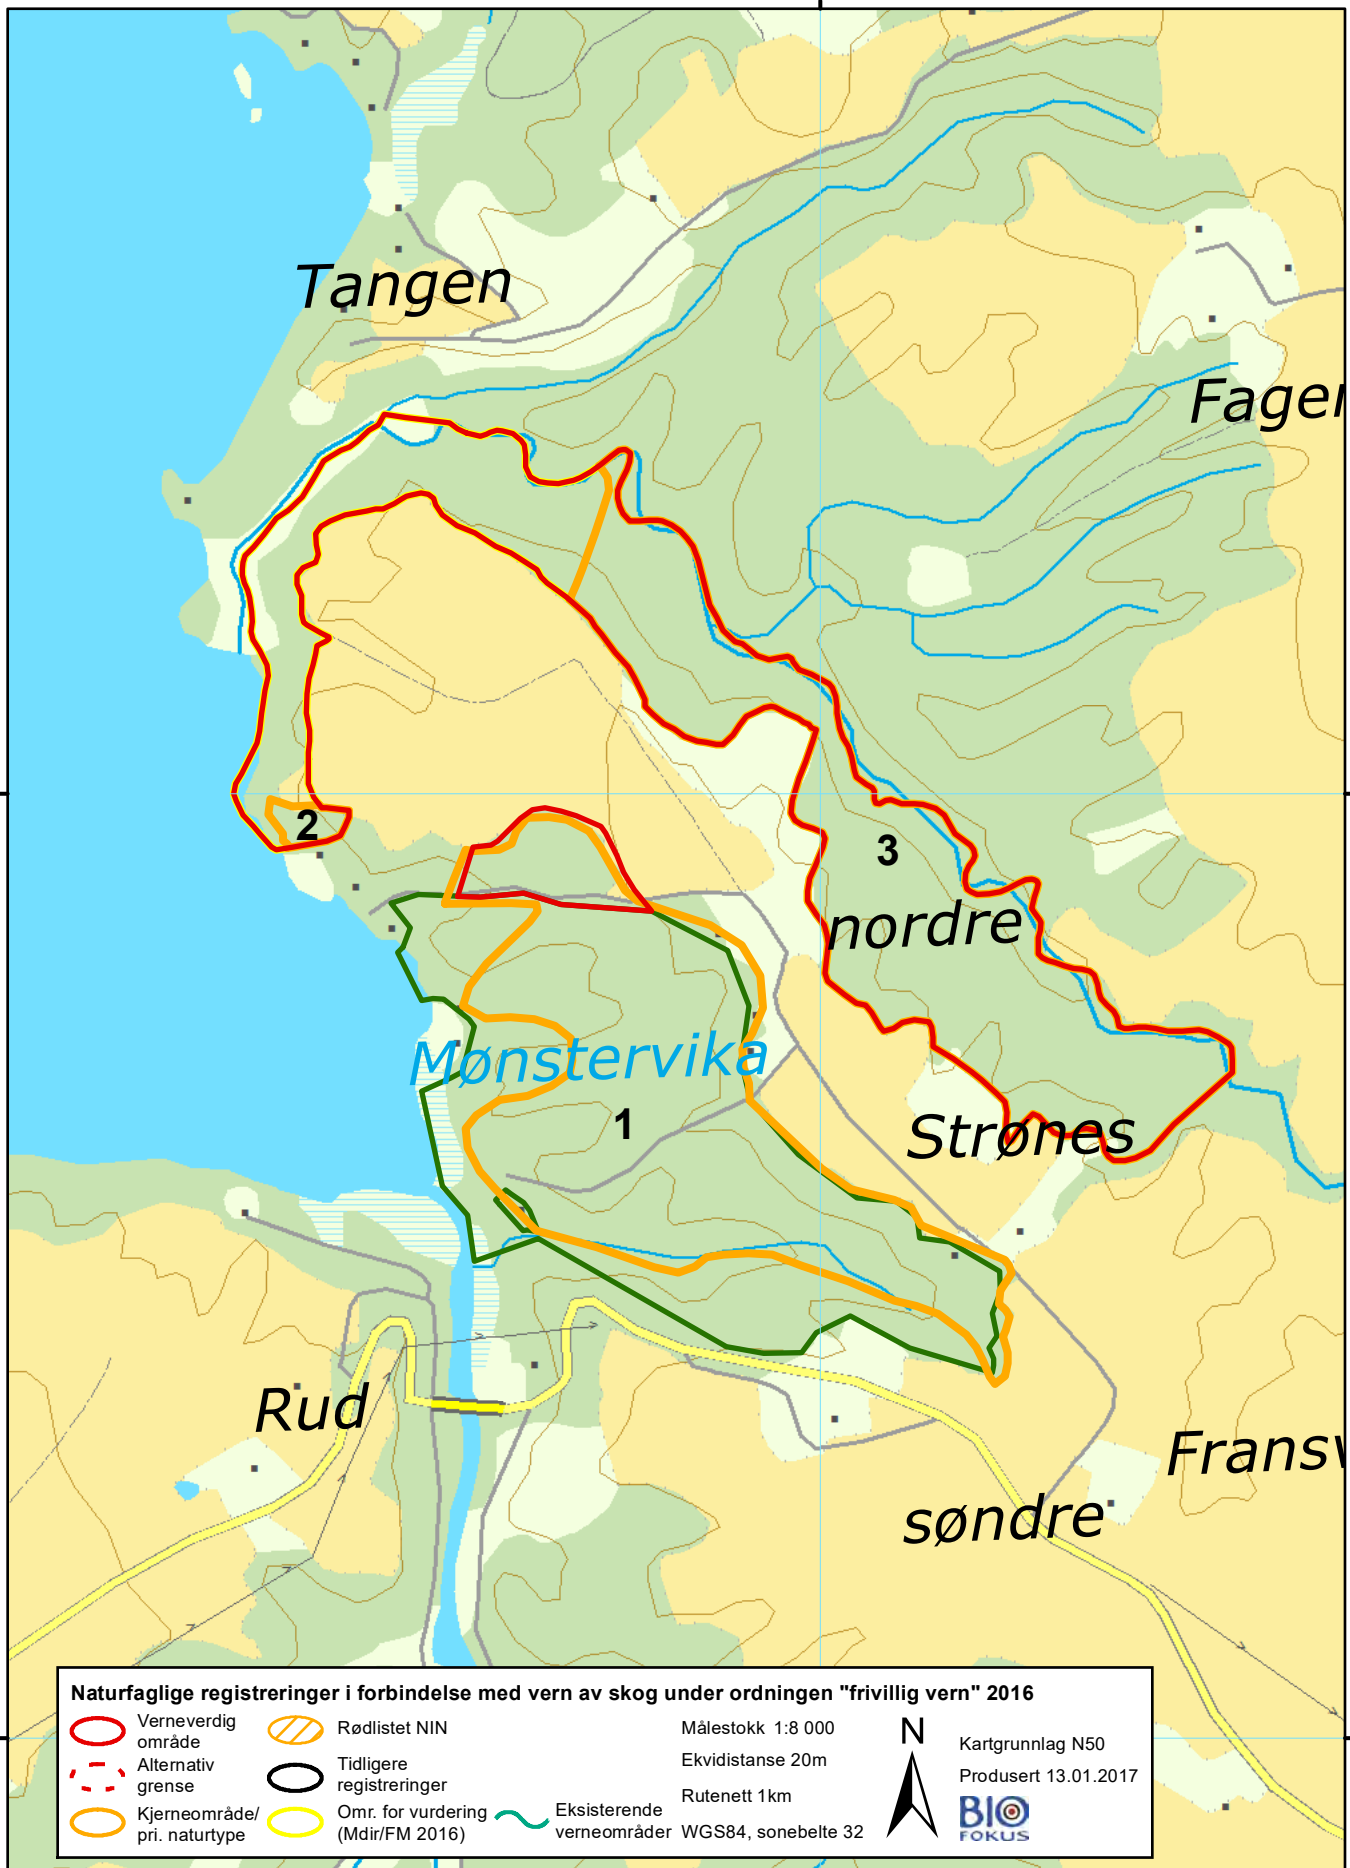 Tangen
Fager
2
3
nordre
Mønstervika
1
Strønes
Rud
Fransv
søndre
Naturfaglige registreringer i forbindelse med vern av skog under ordningen "frivillig vern" 2016
Verneverdig
område
Alternativ
grense
Kjerneområde/
pri. naturtype
Rødlistet NIN
Tidligere
registreringer
Omr. for vurdering
(Mdir/FM 2016)
Eksisterende
verneområder
Målestokk 1:8 000
Ekvidistanse 20m
Rutenett 1km
WGS84, sonebelte 32
N
Kartgrunnlag N50
Produsert 13.01.2017
BIO
FOKUS